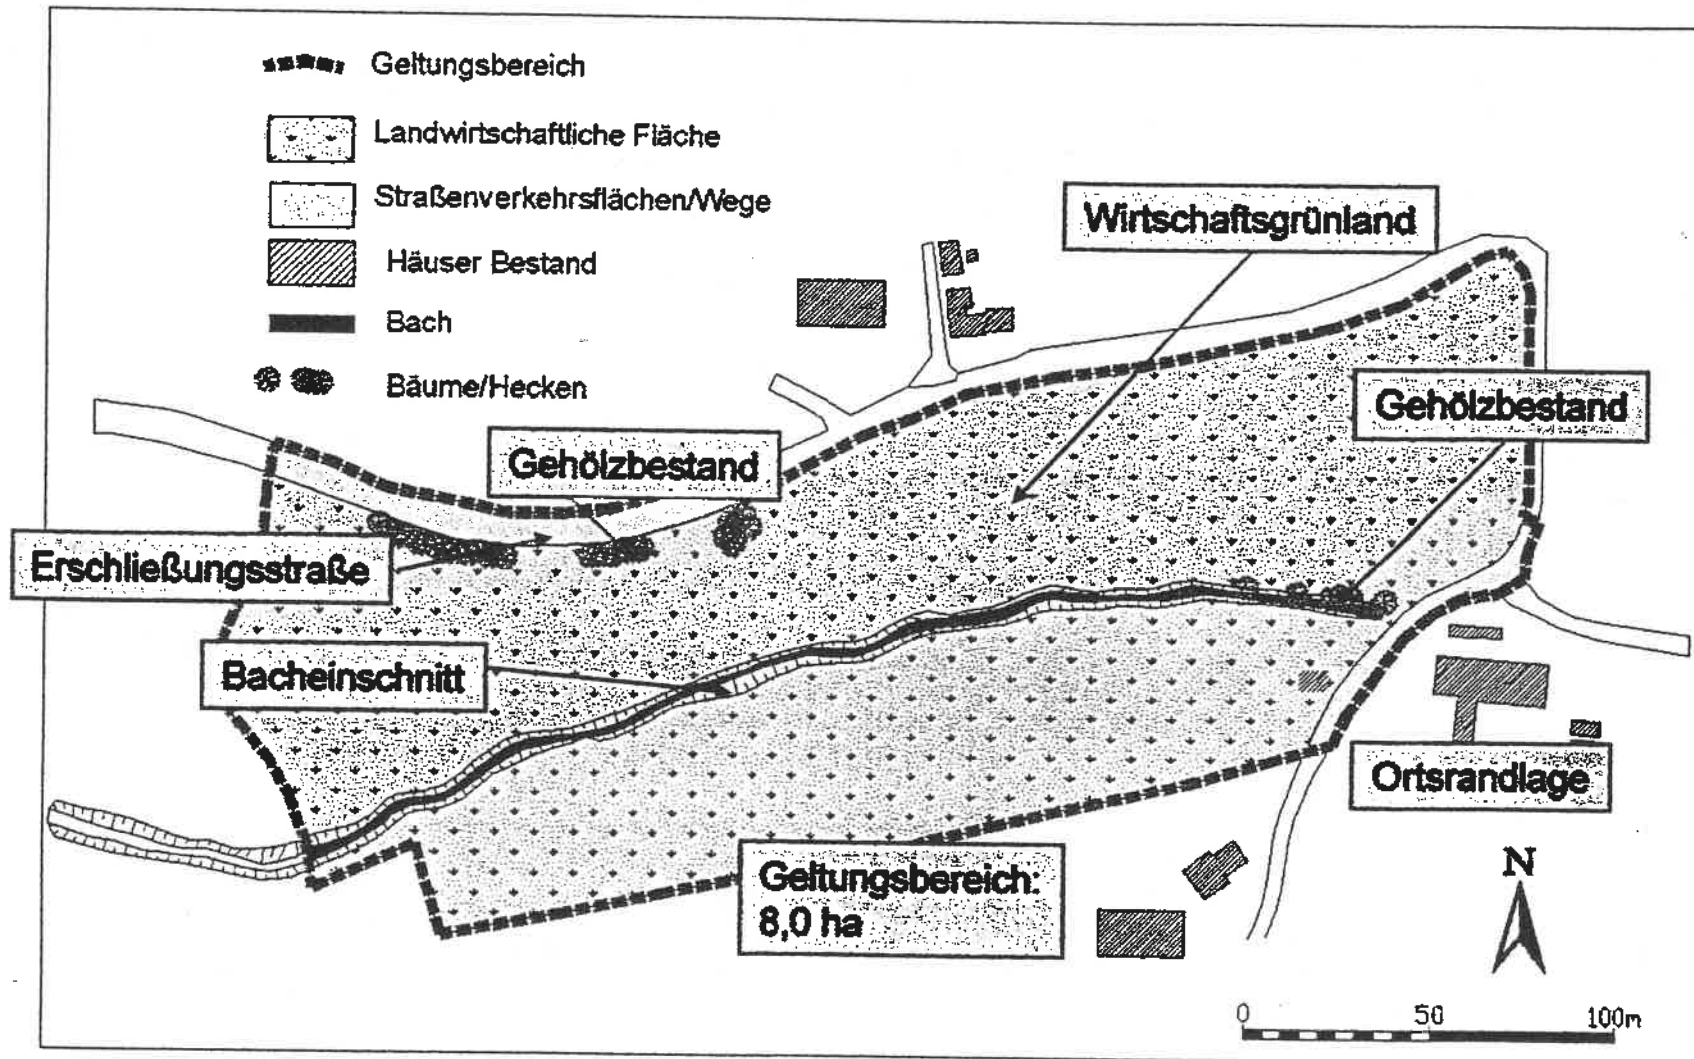 Geltungsbereich
Landwirtschaftliche Fläche
Straßenverkehrsflächen/Wege
Häuser Bestand
Bach
Bäume/Hecken
Wirtschaftsgrünland
Gehölzbestand
Gehölzbestand
Erschließungsstraße
Bacheinschnitt
Ortsrandlage
Geltungsbereich:
8,0 ha
N
0 50 100m